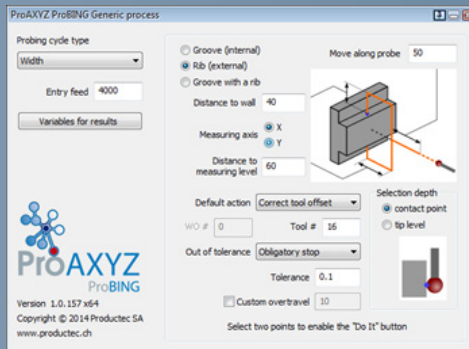 ProAXYZ ProBING Generic process
Probing cycle type
Width
Entry feed 4000
Variables for results
Groove (internal)
Rib (external)
Groove with a rib
Move along probe 50
Distance to wall 40
Measuring axis X
Y
Distance to
measuring level 60
Default action Correct tool offset
WO # 0 Tool # 16
Out of tolerance Obligatory stop
Tolerance 0.1
Custom overtravel 10
Selection depth
contact point
tip level
ProAXYZ
ProBING
Version 1.0.157 x64
Copyright © 2014 Productec SA
www.productec.ch
Select two points to enable the "Do It" button